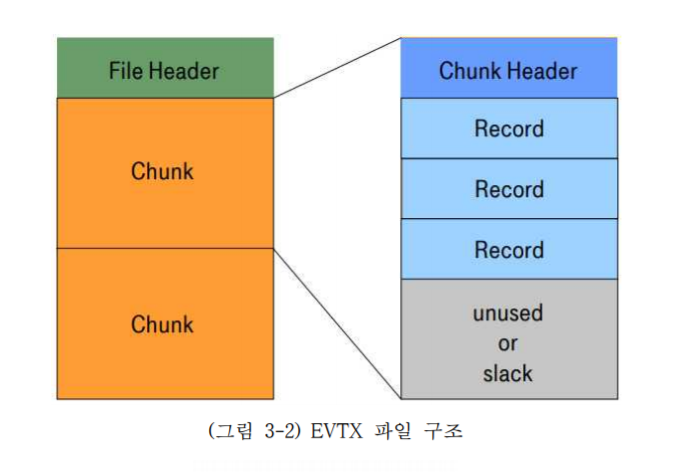 File Header
Chunk
Chunk
Chunk Header
Record
Record
Record
unused
or
slack
(그림 3-2) EVTX 파일 구조